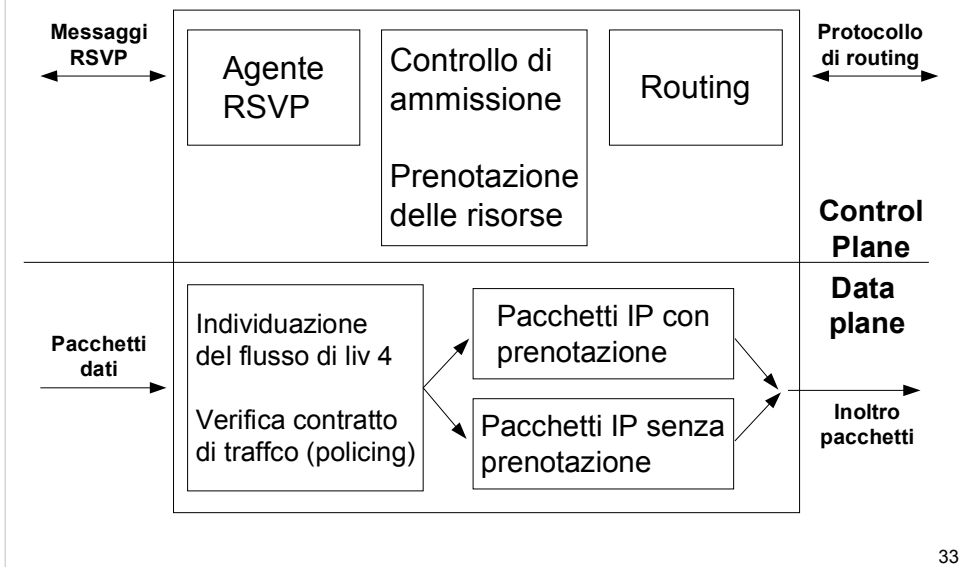 Messaggi
RSVP
Agente
RSVP
Controllo di
ammissione
Prenotazione
delle risorse
Routing
Protocollo
di routing
Control
Plane
Data
plane
Pacchetti
dati
Individuazione
del flusso di liv 4
Verifica contratto
di traffco (policing)
Pacchetti IP con
prenotazione
Pacchetti IP senza
prenotazione
Inoltro
pacchetti
33